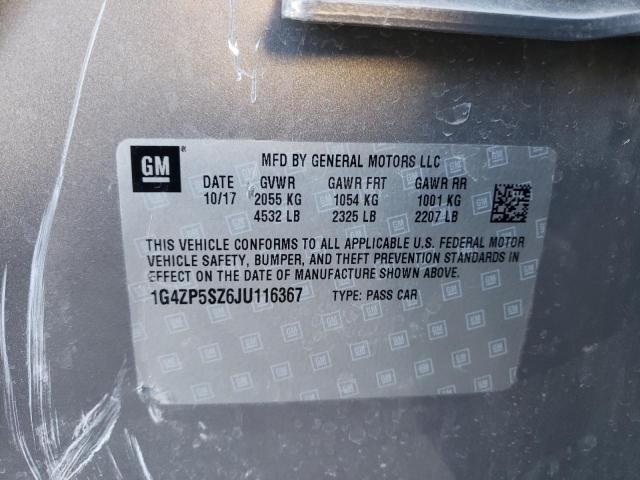 GM ® MFD BY GENERAL MOTORS LLC
DATE GVWR GAWR FRT GAWR RR
10/17 2055 KG 1054 KG 1001 KG
4532 LB 2325 LB 2207 LB
THIS VEHICLE CONFORMS TO ALL APPLICABLE U.S. FEDERAL MOTOR
VEHICLE SAFETY, BUMPER, AND THEFT PREVENTION STANDARDS
IN EFFECT ON THE DATE OF MANUFACTURE SHOWN ABOVE.
1G4ZP5SZ6JU116367 TYPE: PASS CAR